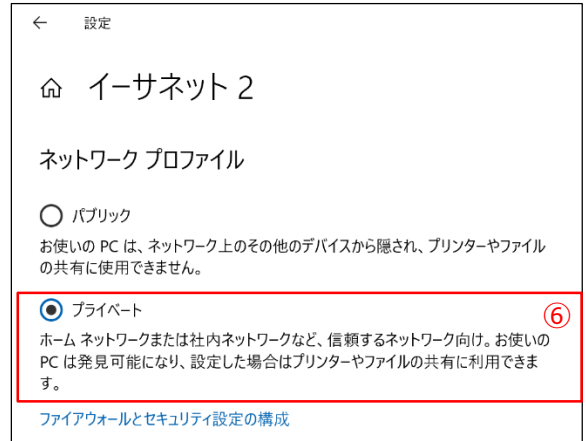 ← 設定
イーサネット 2
ネットワーク プロファイル
パブリック
お使いの PC は、ネットワーク上のその他のデバイスから隠され、プリンターやファイル
の共有に使用できません。
プライベート
⑥
ホーム ネットワークまたは社内ネットワークなど、信頼するネットワーク向け。お使いの
PC は発見可能になり、設定した場合はプリンターやファイルの共有に利用できま
す。
ファイアウォールとセキュリティ設定の構成